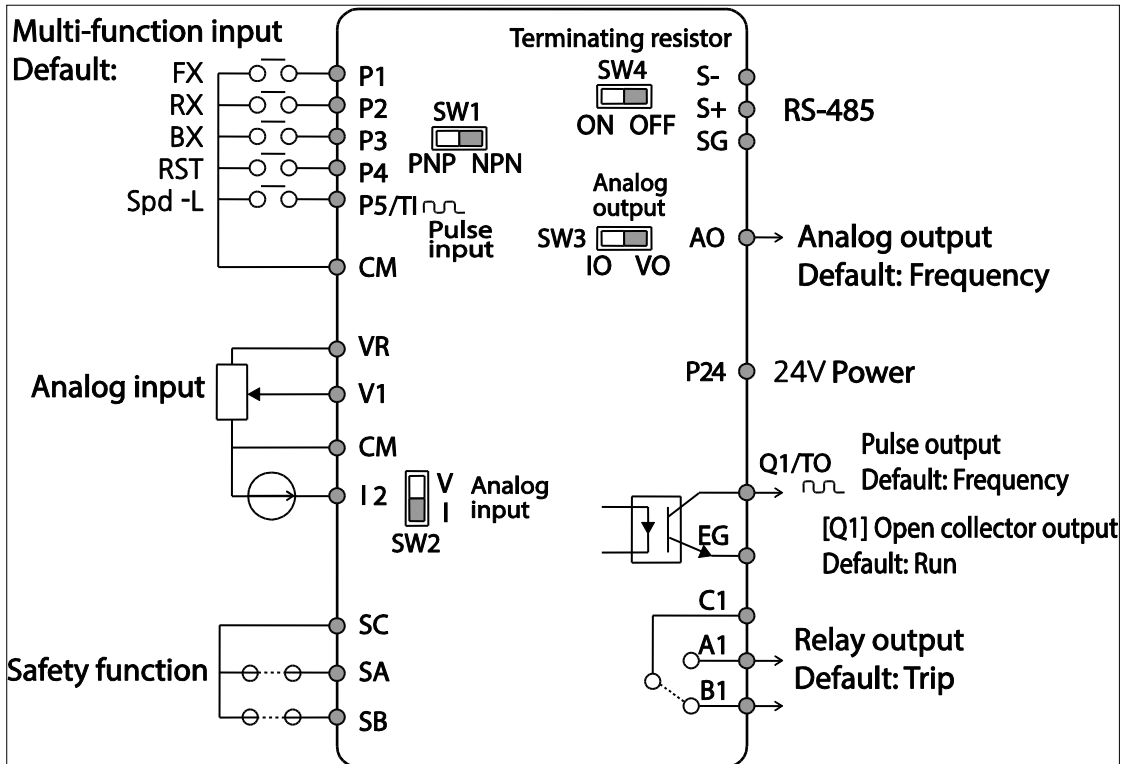 Multi-function input
Default:
FX
P1
RX
P2
BX
P3
RST
P4
Spd -L
P5/TI
Pulse
input
CM
SW1
PNP NPN
Terminating resistor
SW4
ON OFF
S-
S+
SG
RS-485
Analog
output
SW3
IO VO
AO
Analog output
Default: Frequency
Analog input
VR
V1
CM
I 2
V
I
Analog
input
SW2
P24
24V Power
Q1/TO
Pulse output
Default: Frequency
EG
[Q1] Open collector output
Default: Run
Safety function
SC
SA
SB
C1
A1
B1
Relay output
Default: Trip